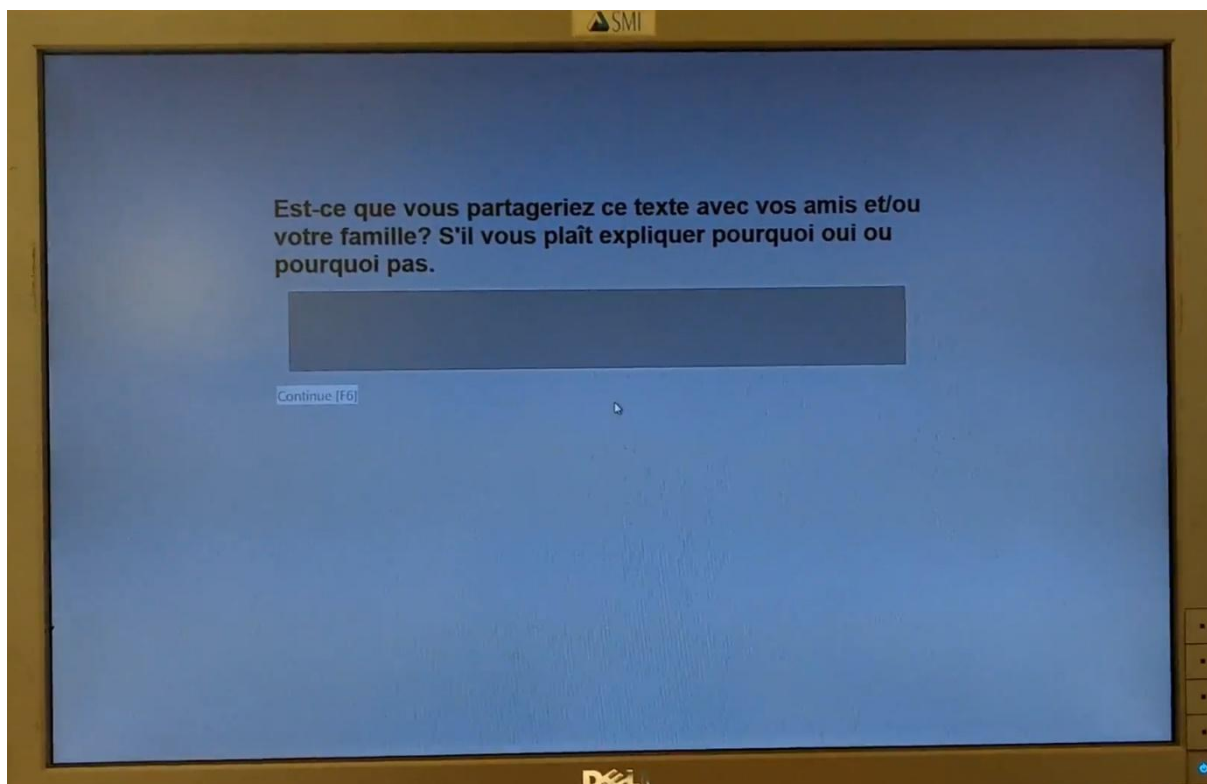 SMI
Est-ce que vous partageriez ce texte avec vos amis et/ou
votre famille? S'il vous plaît expliquer pourquoi oui ou
pourquoi pas.
Continue [F6]
DELL